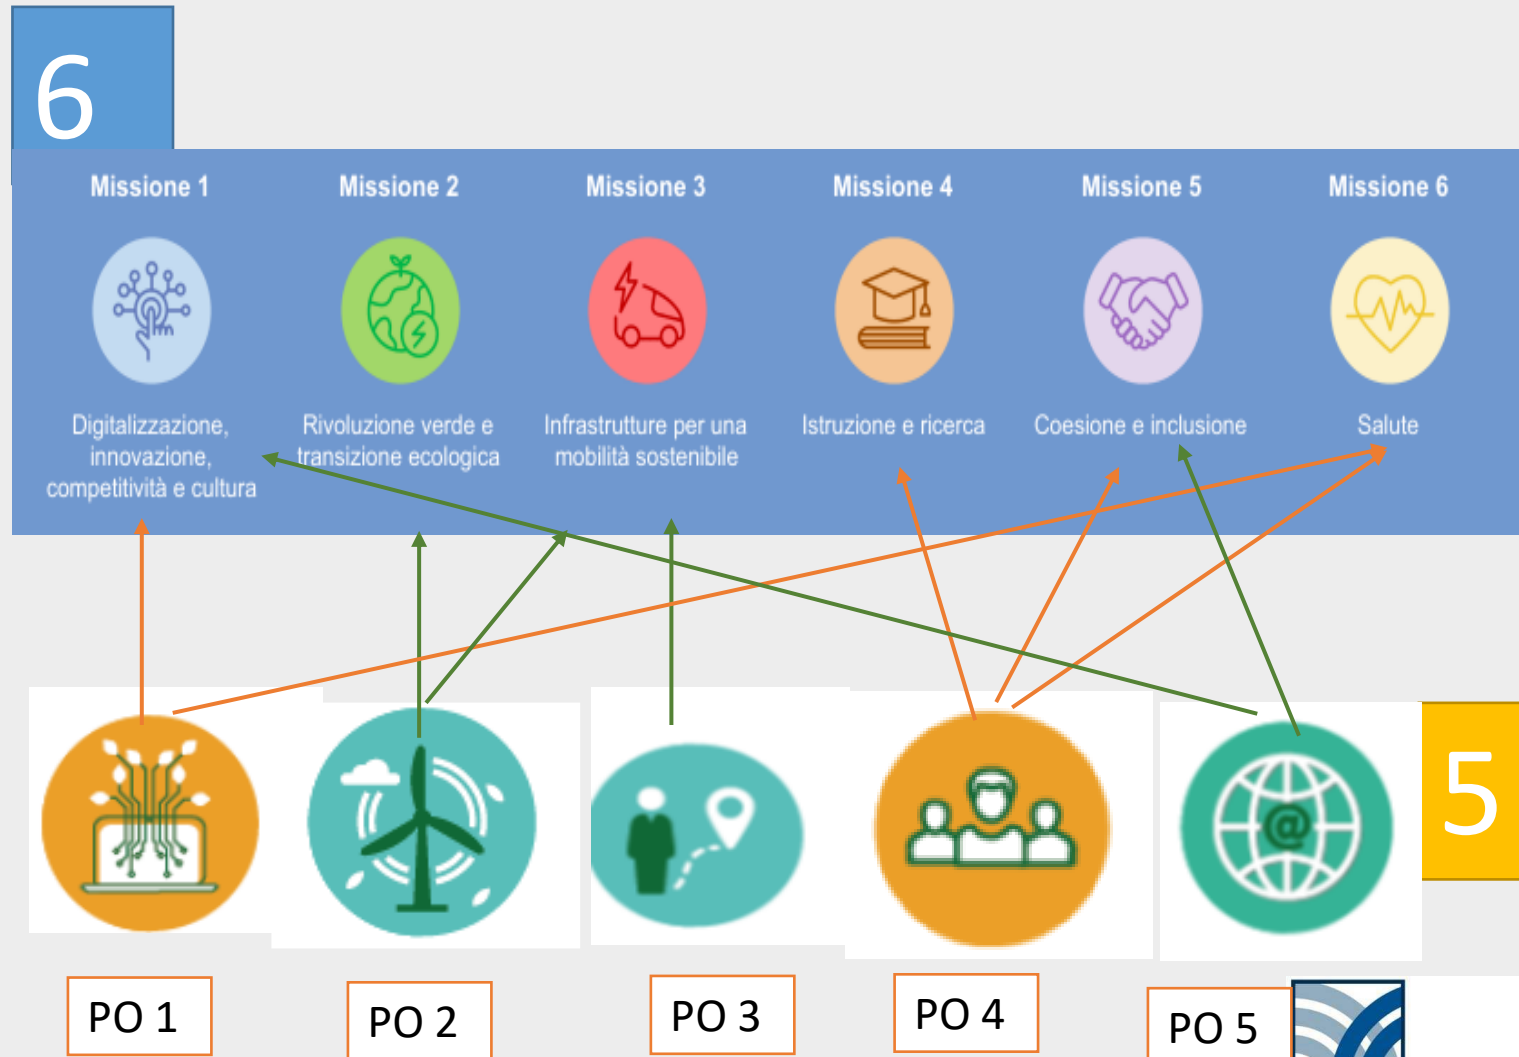 6
Missione 1
Missione 2
Missione 3
Missione 4
Missione 5
Missione 6
Digitalizzazione,
innovazione,
competitività e cultura
Rivoluzione verde e
transizione ecologica
Infrastrutture per una
mobilità sostenibile
Istruzione e ricerca
Coesione e inclusione
Salute
@
5
PO 1
PO 2
PO 3
PO 4
PO 5